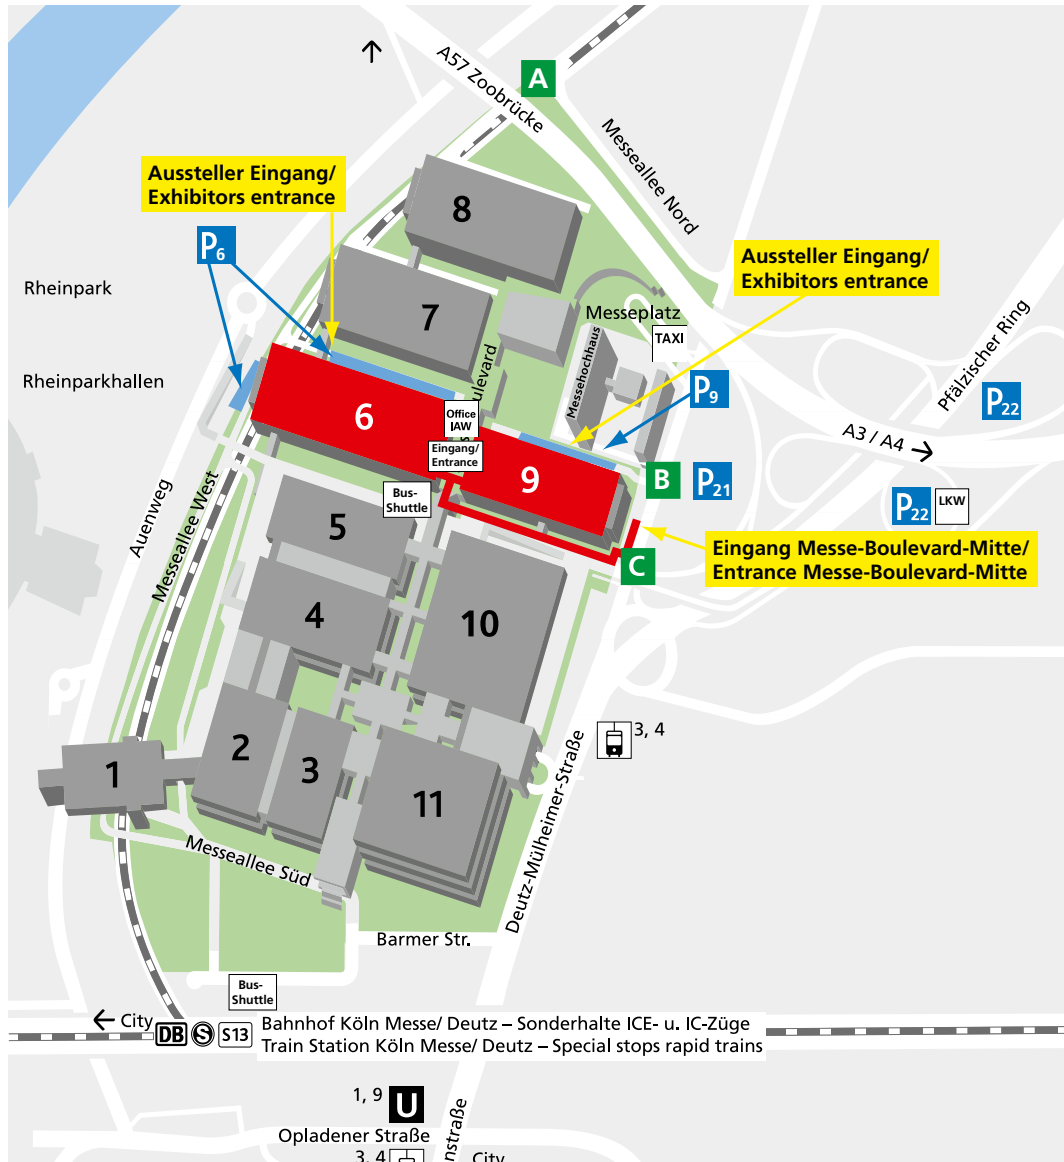 A57 Zoobrücke
A
Messeallee Nord
Aussteller Eingang/
Exhibitors entrance
8
P6
Aussteller Eingang/
Exhibitors entrance
Rheinpark
7
Messeplatz
TAXI
Messehochhaus
Pfälzischer Ring
Rheinparkhallen
P9
P22
6
Office
IAW
Eingang/
Entrance
A3 / A4
9
B
P21
Bus-
Shuttle
P22
LKW
Auenweg
Messeallee West
5
Eingang Messe-Boulevard-Mitte/
Entrance Messe-Boulevard-Mitte
C
4
10
3, 4
2
1
3
11
Deutz-Mülheimer-Straße
Messeallee Süd
Barmer Str.
Bus-
Shuttle
City
DB
S
S13
Bahnhof Köln Messe/ Deutz – Sonderhalte ICE- u. IC-Züge
Train Station Köln Messe/ Deutz – Special stops rapid trains
1, 9
U
Opladener Straße
3, 4
City